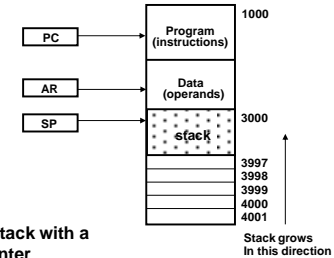 1000
Program
(instructions)
PC
Data
(operands)
AR
SP
3000
stack
3997
3998
3999
4000
4001
Stack grows
In this direction
tack with a
nter